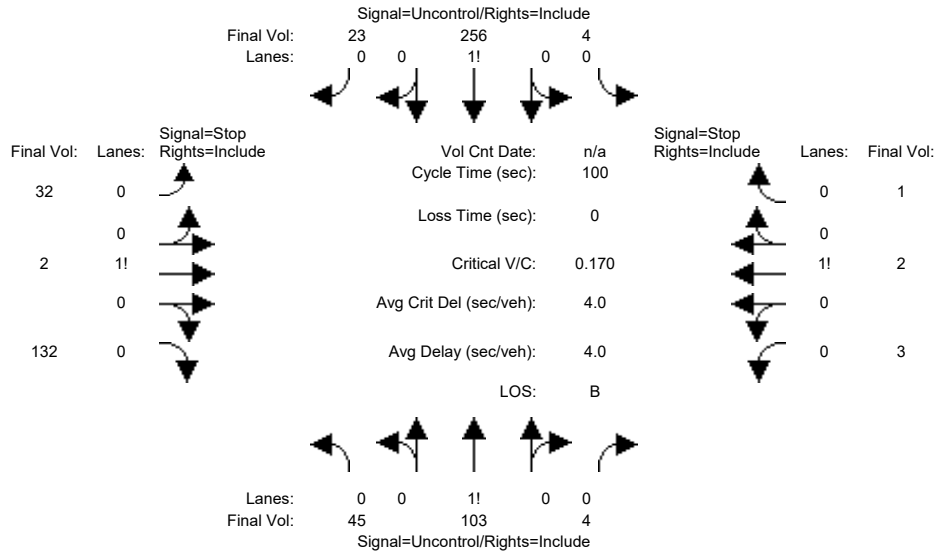 Signal=Uncontrol/Rights=Include
Final Vol: 23 256 4
Lanes: 0 0 1! 0 0
Signal=Stop
Final Vol: Lanes: Rights=Include
Vol Cnt Date: n/a
Signal=Stop
Rights=Include Lanes: Final Vol:
Cycle Time (sec): 100
32 0
0 1
Loss Time (sec): 0
0
0
2 1!
Critical V/C: 0.170
1! 2
0
Avg Crit Del (sec/veh): 4.0
0
132 0
Avg Delay (sec/veh): 4.0
0 3
LOS: B
Lanes: 0 0 1! 0 0
Final Vol: 45 103 4
Signal=Uncontrol/Rights=Include